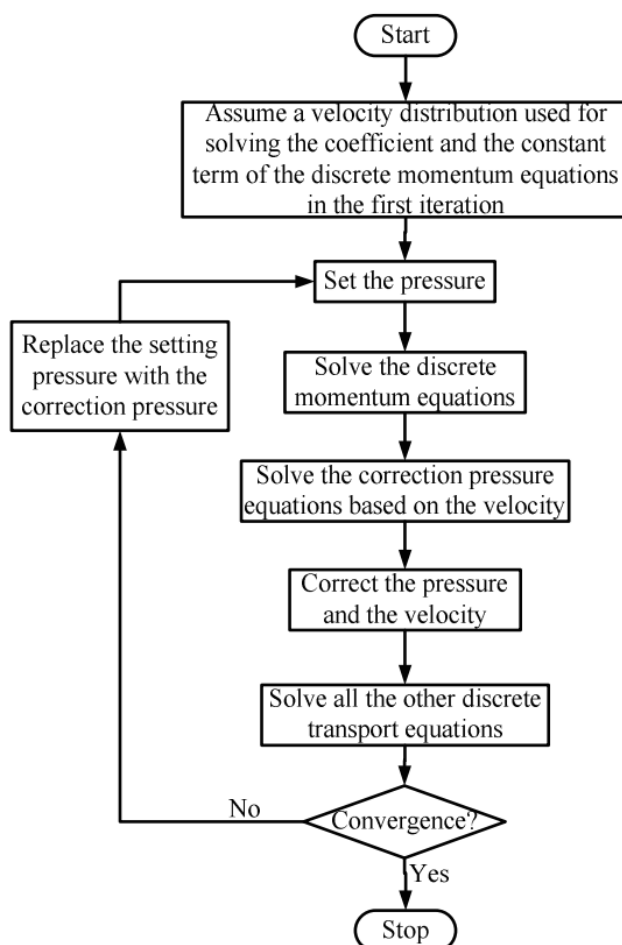 Start
Assume a velocity distribution used for
solving the coefficient and the constant
term of the discrete momentum equations
in the first iteration
Set the pressure
Replace the setting
pressure with the
correction pressure
Solve the discrete
momentum equations
Solve the correction pressure
equations based on the velocity
Correct the pressure
and the velocity
Solve all the other discrete
transport equations
No
Convergence?
Yes
Stop